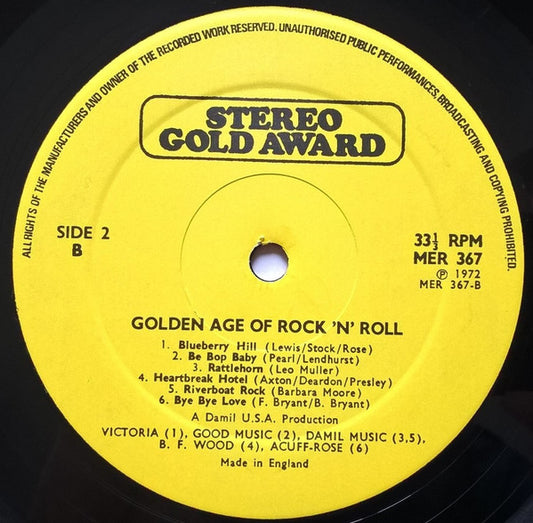 ALL RIGHTS OF THE MANUFACTURERS AND OWNER OF THE RECORDED WORK RESERVED. UNAUTHORISED PUBLIC PERFORMANCES, BROADCASTING AND COPYING PROHIBITED.
STEREO
GOLD AWARD
SIDE 2
B
33⅓ RPM
MER 367
℗ 1972
MER 367-B
GOLDEN AGE OF ROCK 'N' ROLL
1. Blueberry Hill (Lewis/Stock/Rose)
2. Be Bop Baby (Pearl/Lendhurst)
3. Rattlehorn (Leo Muller)
4. Heartbreak Hotel (Axton/Deardon/Presley)
5. Riverboat Rock (Barbara Moore)
6. Bye Bye Love (F. Bryant/B. Bryant)
A Damil U.S.A. Production
VICTORIA (1), GOOD MUSIC (2), DAMIL MUSIC (3,5),
B. F. WOOD (4), ACUFF-ROSE (6)
Made in England